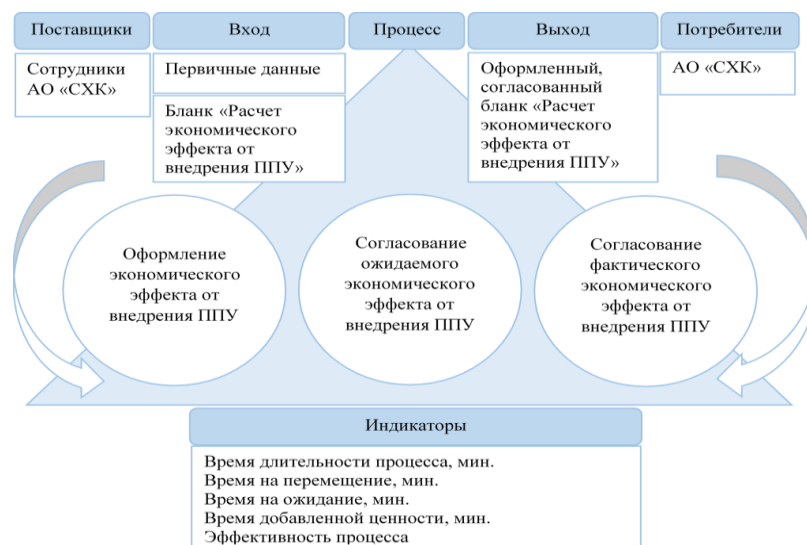 Поставщики
Вход
Процесс
Выход
Потребители
Сотрудники
АО «СХК»
Первичные данные
Бланк «Расчет
экономического
эффекта от
внедрения ППУ»
Оформленный,
согласованный
бланк «Расчет
экономического
эффекта от
внедрения ППУ»
АО «СХК»
Оформление
экономического
эффекта от
внедрения ППУ
Согласование
ожидаемого
экономического
эффекта от
внедрения ППУ
Согласование
фактического
экономического
эффекта от
внедрения ППУ
Индикаторы
Время длительности процесса, мин.
Время на перемещение, мин.
Время на ожидание, мин.
Время добавленной ценности, мин.
Эффективность процесса